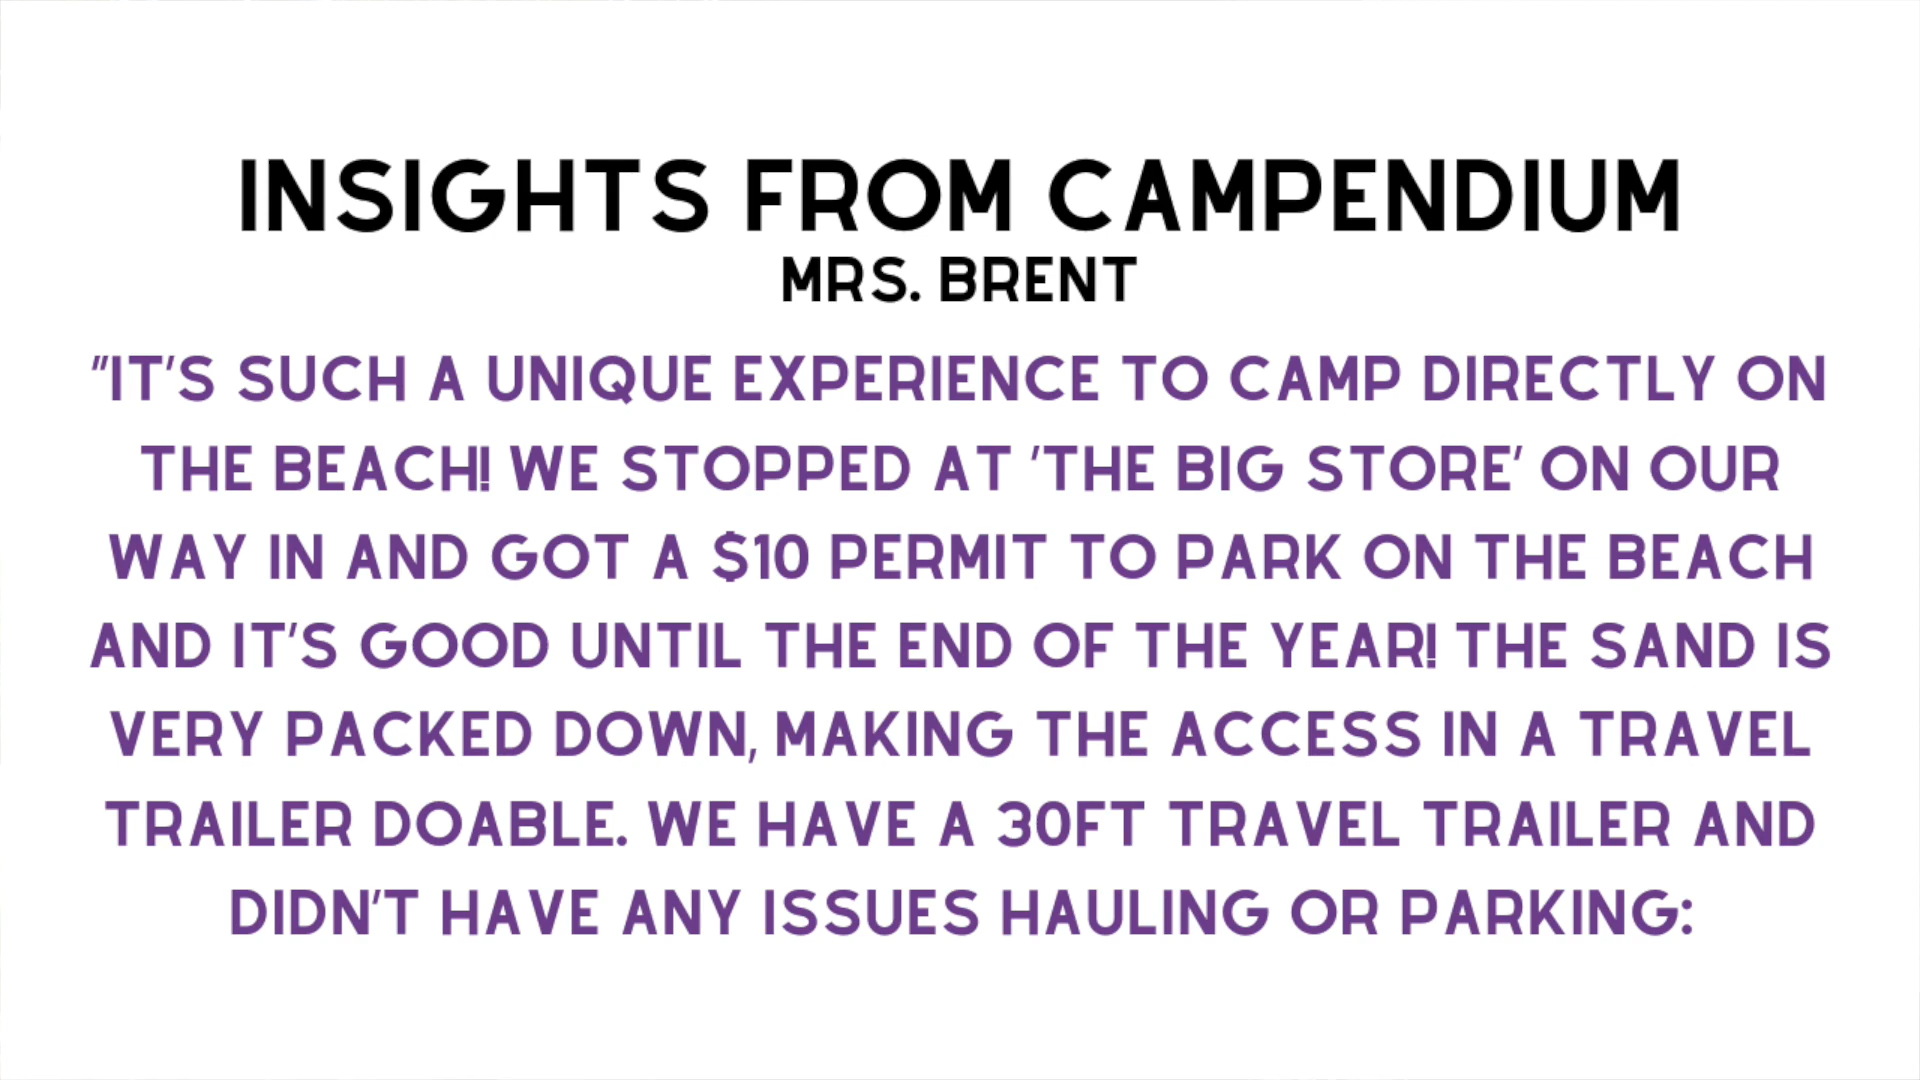 INSIGHTS FROM CAMPENDIUM
MRS. BRENT
"IT'S SUCH A UNIQUE EXPERIENCE TO CAMP DIRECTLY ON
THE BEACH! WE STOPPED AT 'THE BIG STORE' ON OUR
WAY IN AND GOT A $10 PERMIT TO PARK ON THE BEACH
AND IT'S GOOD UNTIL THE END OF THE YEAR! THE SAND IS
VERY PACKED DOWN, MAKING THE ACCESS IN A TRAVEL
TRAILER DOABLE. WE HAVE A 30FT TRAVEL TRAILER AND
DIDN'T HAVE ANY ISSUES HAULING OR PARKING: